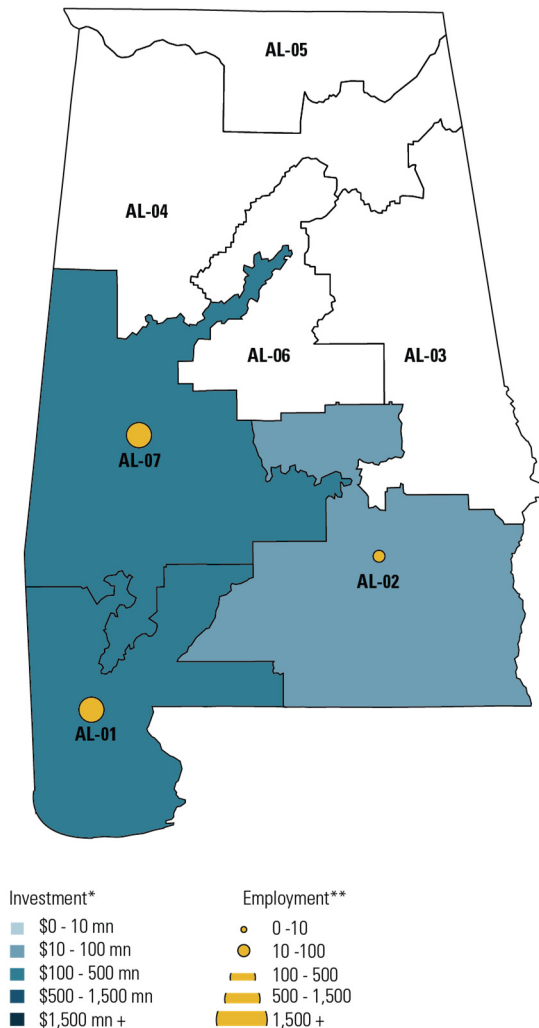 AL-05
AL-04
AL-06
AL-03
AL-07
AL-02
AL-01
Investment*
$0 - 10 mn
$10 - 100 mn
$100 - 500 mn
$500 - 1,500 mn
$1,500 mn +
Employment**
0 -10
10 -100
100 - 500
500 - 1,500
1,500 +